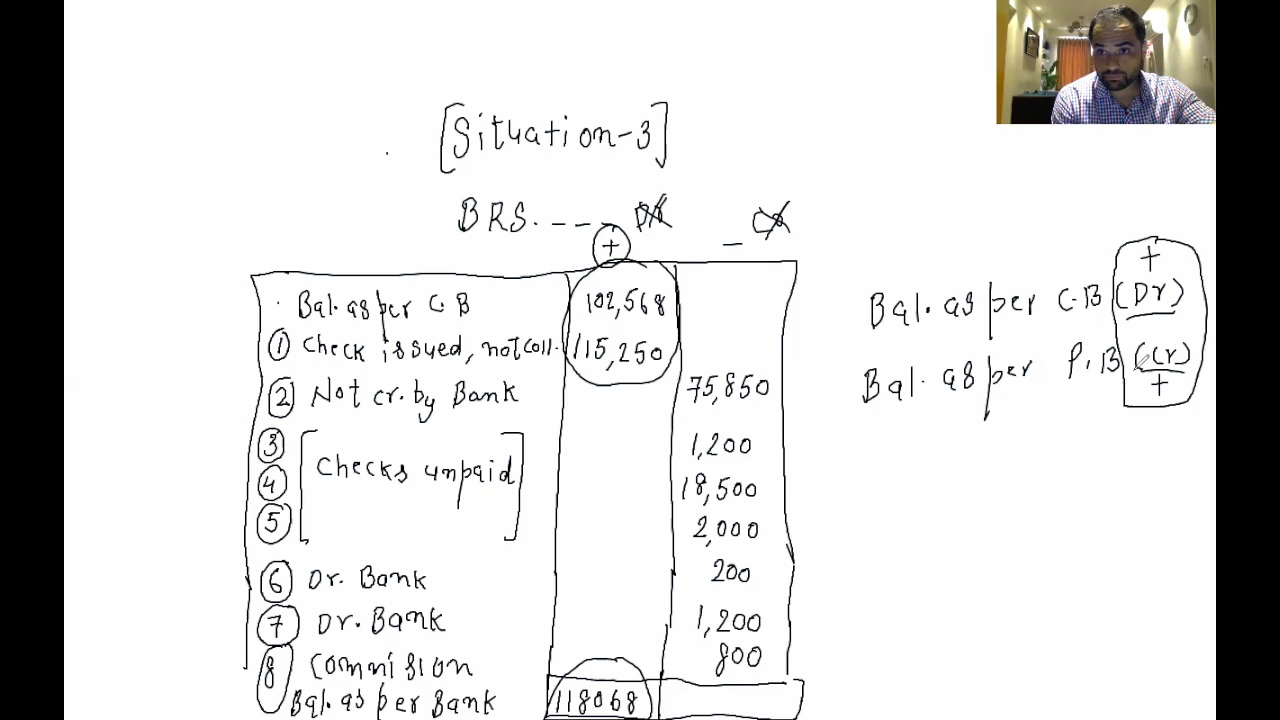 [Situation-3]
BRS. ---- Dr Cr
+ -
Bal. as per C.B 102,568
① Check issued, not coll. 115,250
② Not cr. by Bank 75,850
③ 1,200
④ [Checks unpaid] 18,500
⑤ 2,000
⑥ Dr. Bank 200
⑦ Dr. Bank 1,200
8 Commision 800
Bal. as per Bank 118068
+
Bal. as per C.B (Dr)
Bal. as per P.B (Cr)
+